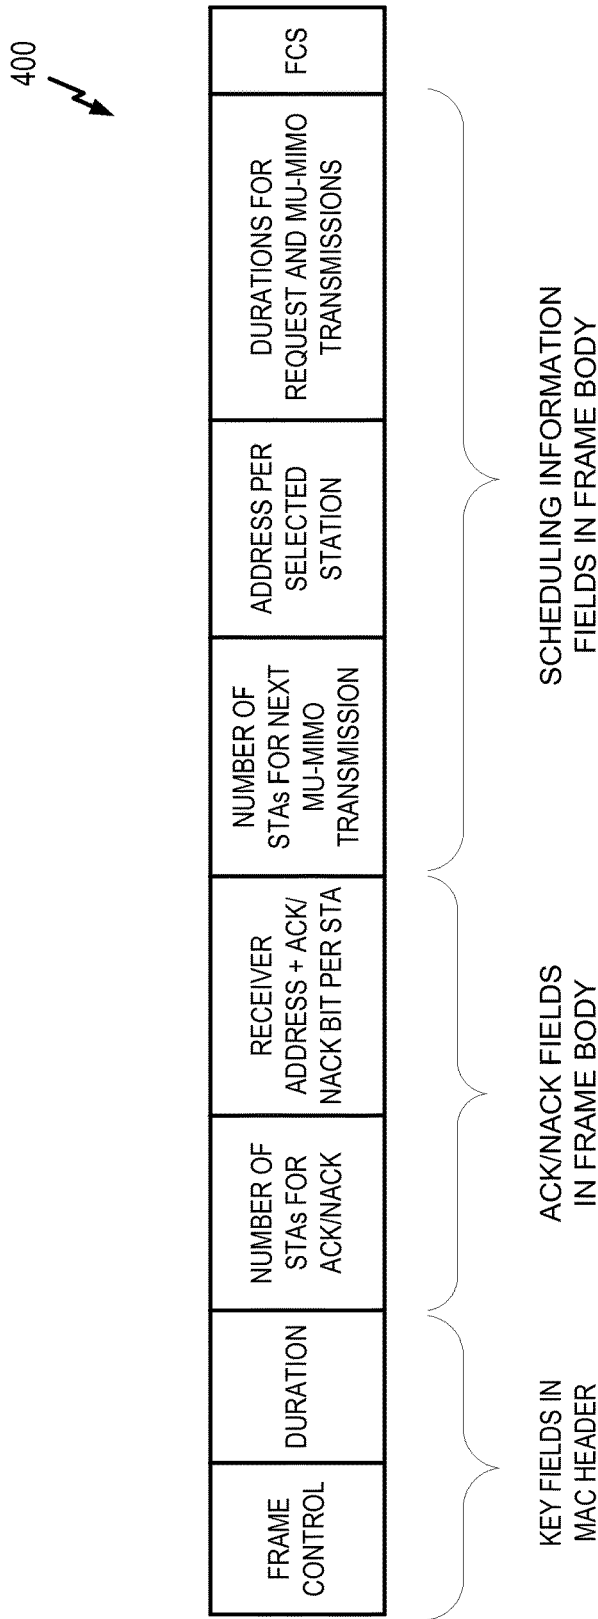 400
FRAME
CONTROL
DURATION
NUMBER OF
STAs FOR
ACK/NACK
RECEIVER
ADDRESS + ACK/
NACK BIT PER STA
NUMBER OF
STAs FOR NEXT
MU-MIMO
TRANSMISSION
ADDRESS PER
SELECTED
STATION
DURATIONS FOR
REQUEST AND MU-MIMO
TRANSMISSIONS
FCS
KEY FIELDS IN
MAC HEADER
ACK/NACK FIELDS
IN FRAME BODY
SCHEDULING INFORMATION
FIELDS IN FRAME BODY